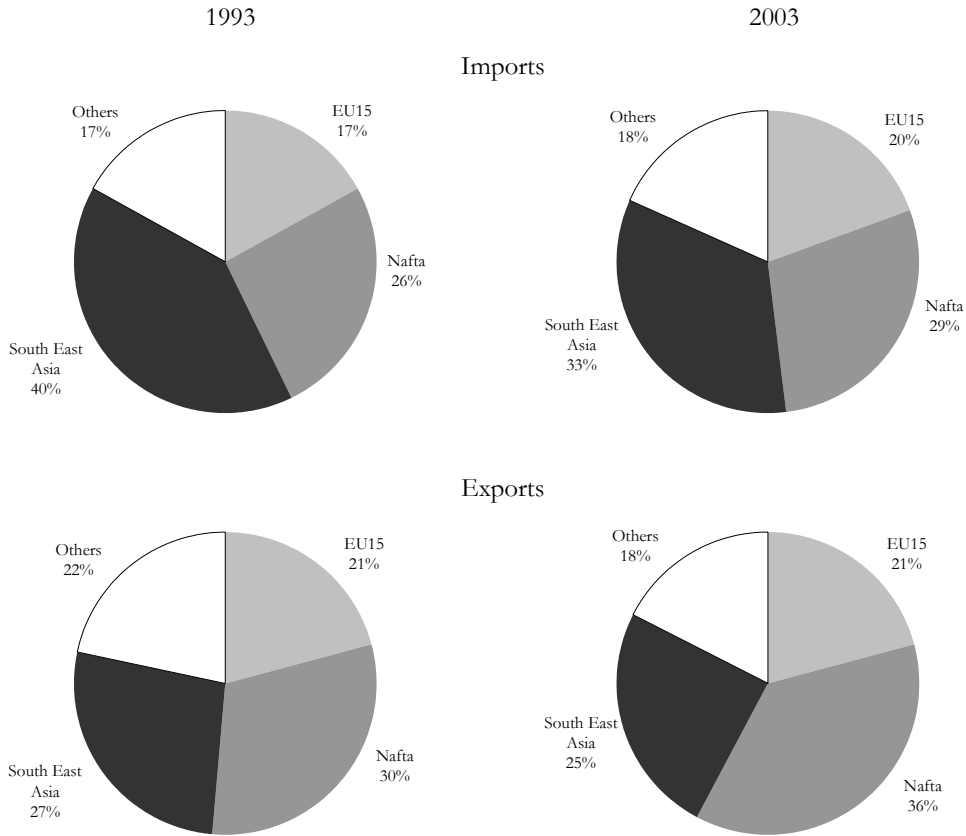 1993
2003
Imports
Others
17%
EU15
17%
Nafta
26%
South East
Asia
40%
Others
18%
EU15
20%
Nafta
29%
South East
Asia
33%
Exports
Others
22%
EU15
21%
Nafta
30%
South East
Asia
27%
Others
18%
EU15
21%
Nafta
36%
South East
Asia
25%